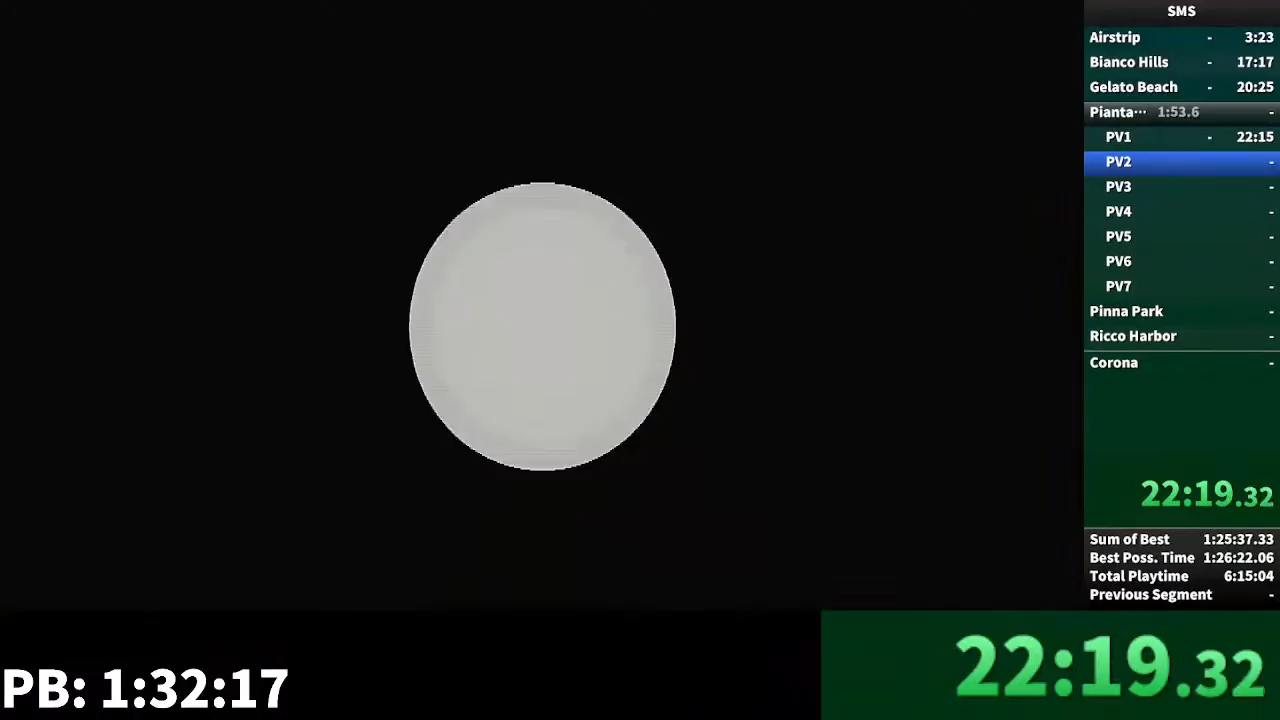 SMS
Airstrip - 3:23
Bianco Hills - 17:17
Gelato Beach - 20:25
Pianta··· 1:53.6 -
PV1 - 22:15
PV2 -
PV3 -
PV4 -
PV5 -
PV6 -
PV7 -
Pinna Park -
Ricco Harbor -
Corona -
22:19.32
Sum of Best 1:25:37.33
Best Poss. Time 1:26:22.06
Total Playtime 6:15:04
Previous Segment -
22:19.32
PB: 1:32:17